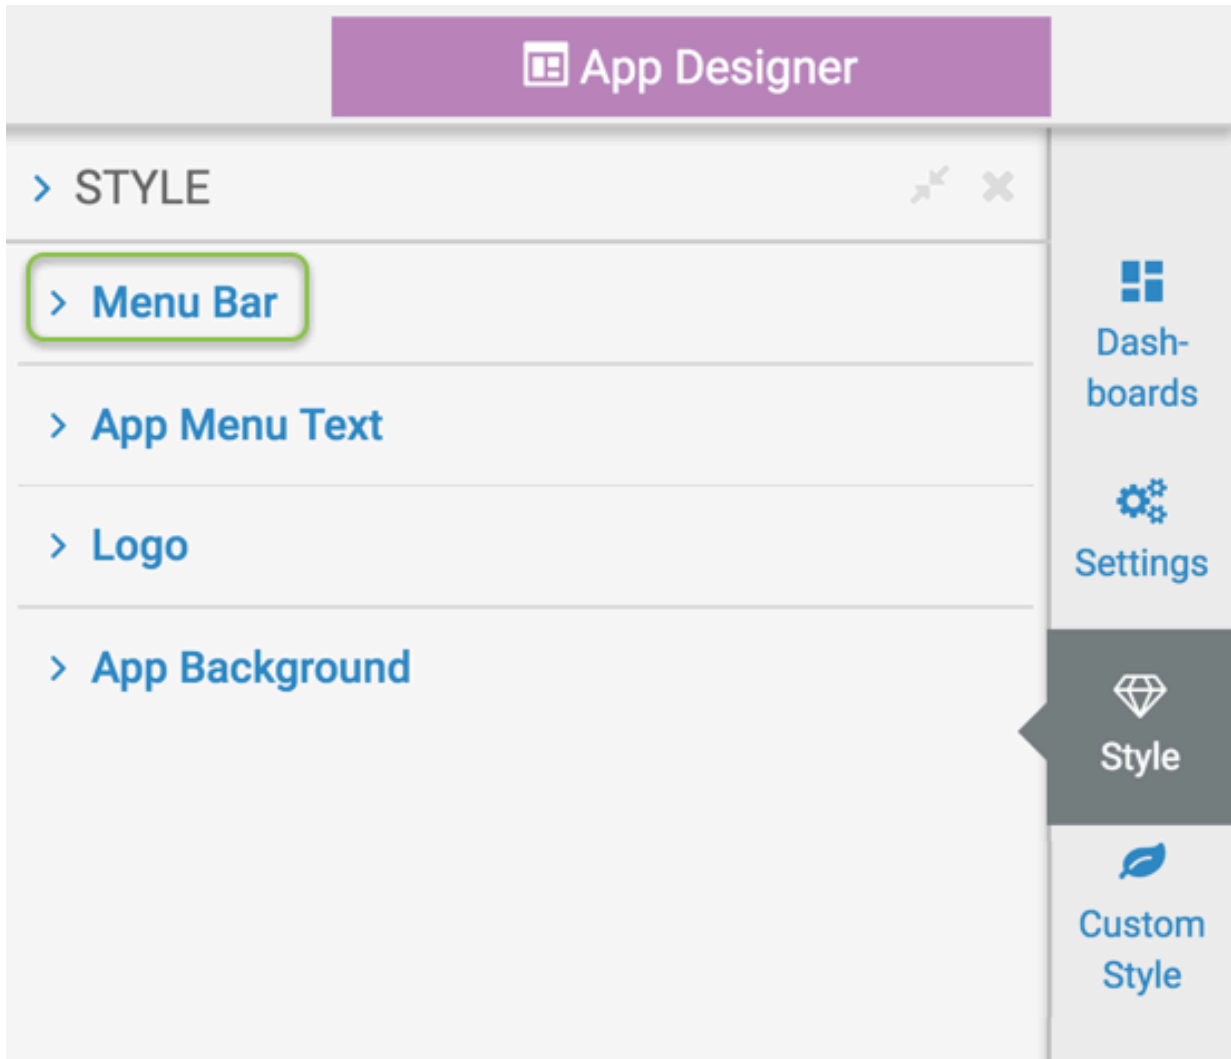 App Designer
STYLE
Menu Bar
App Menu Text
Logo
App Background
Dash-
boards
Settings
Style
Custom
Style